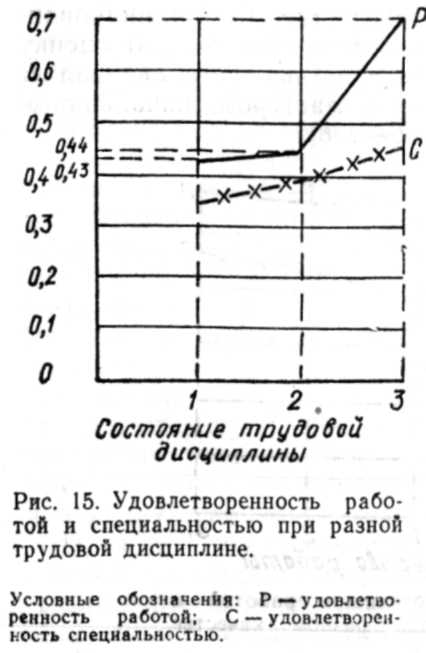 0,7
P
0,6
0,5
0,44
C
0,4 0,43
0,3
0,2
0,1
0
1 2 3
Состояние трудовой
дисциплины
Рис. 15. Удовлетворенность рабо-
той и специальностью при разной
трудовой дисциплине.
Условные обозначения: Р — удовлетво-
ренность работой; С — удовлетворен-
ность специальностью.